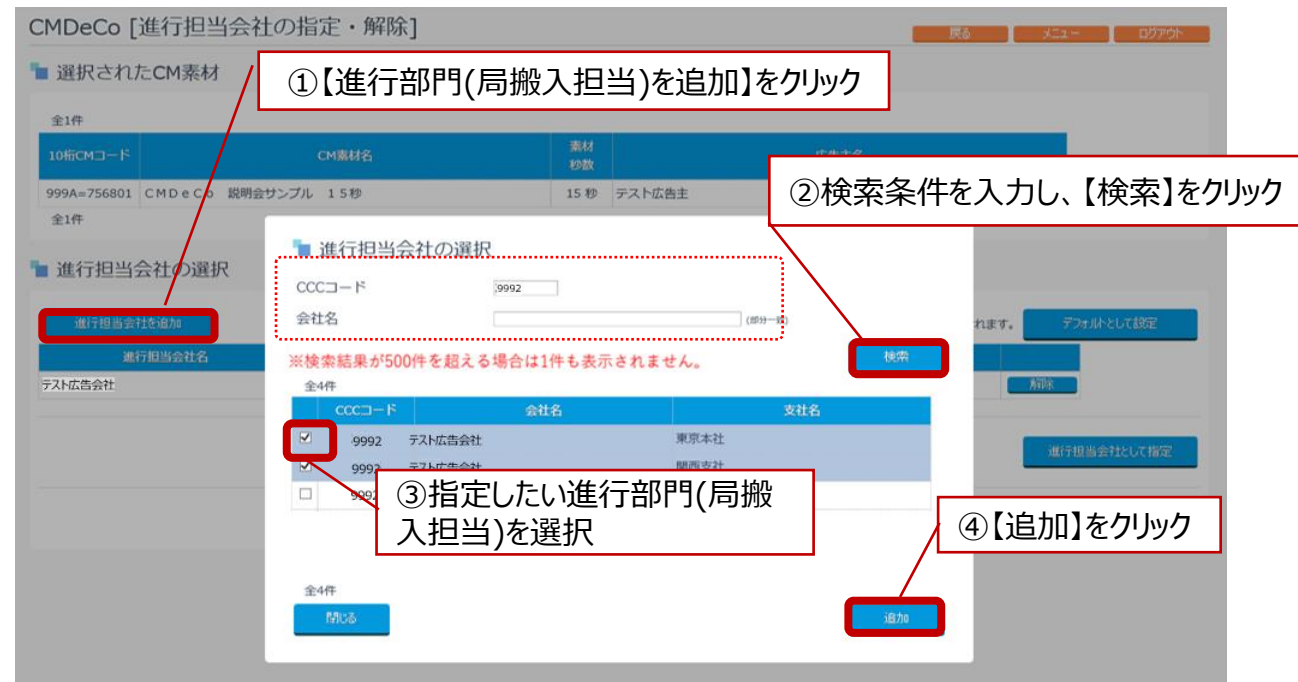 CMDeCo [進行担当会社の指定・解除]
戻る
メニュー
ログアウト
選択されたCM素材
①【進行部門(局搬入担当)を追加】をクリック
全1件
10桁CMコード
CM素材名
素材
秒数
999A=756801
CMDeCo 説明会サンプル 15秒
15 秒
テスト広告主
全1件
②検索条件を入力し、【検索】をクリック
進行担当会社の選択
進行担当会社を追加
れます。
デフォルトとして設定
進行担当会社名
テスト広告会社
解除
進行担当会社として指定
進行担当会社の選択
CCCコード
9992
会社名
(部分一致)
※検索結果が500件を超える場合は1件も表示されません。
検索
全4件
CCCコード
会社名
支社名
9992
テスト広告会社
東京本社
9992
テスト広告会社
関西支社
9992
③指定したい進行部門(局搬
入担当)を選択
④【追加】をクリック
全4件
閉じる
追加